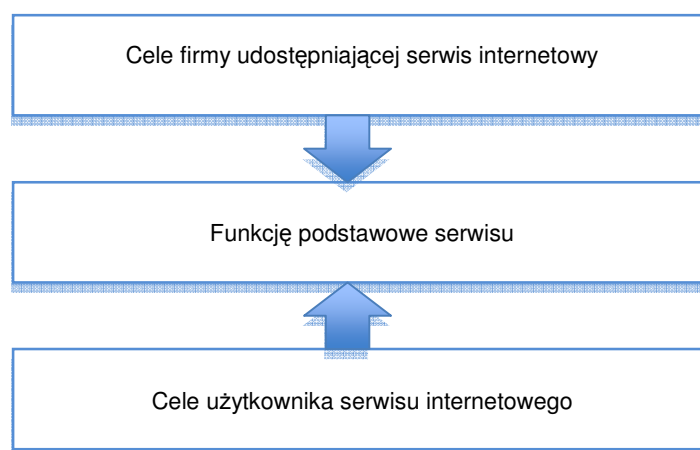 Cele firmy udostępniającej serwis internetowy
Funkcję podstawowe serwisu
Cele użytkownika serwisu internetowego